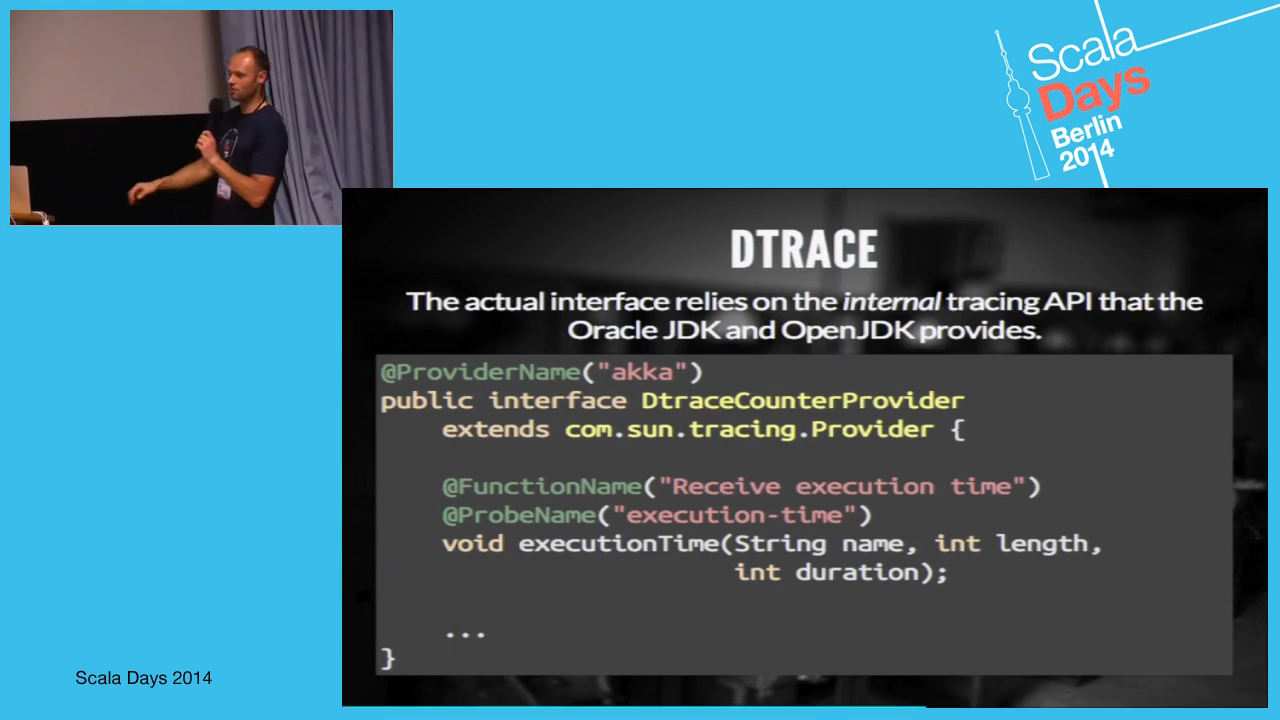 Scala
Days
Berlin
2014
DTRACE
The actual interface relies on the internal tracing API that the
Oracle JDK and OpenJDK provides.
@ProviderName("akka")
public interface DtraceCounterProvider
    extends com.sun.tracing.Provider {
    @FunctionName("Receive execution time")
    @ProbeName("execution-time")
    void executionTime(String name, int length,
                       int duration);
    ...
}
Scala Days 2014